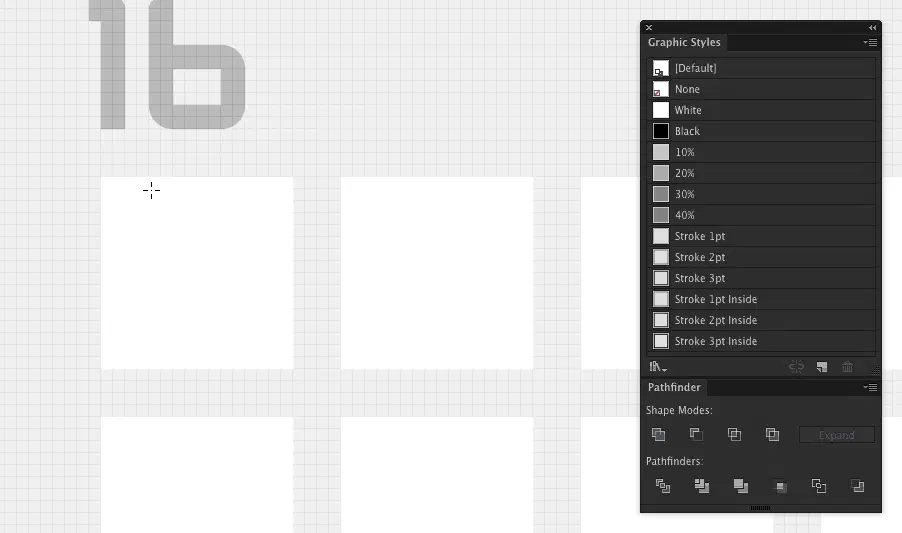 16
Graphic Styles
[Default]
None
White
Black
10%
20%
30%
40%
Stroke 1pt
Stroke 2pt
Stroke 3pt
Stroke 1pt Inside
Stroke 2pt Inside
Stroke 3pt Inside
Pathfinder
Shape Modes:
Expand
Pathfinders: